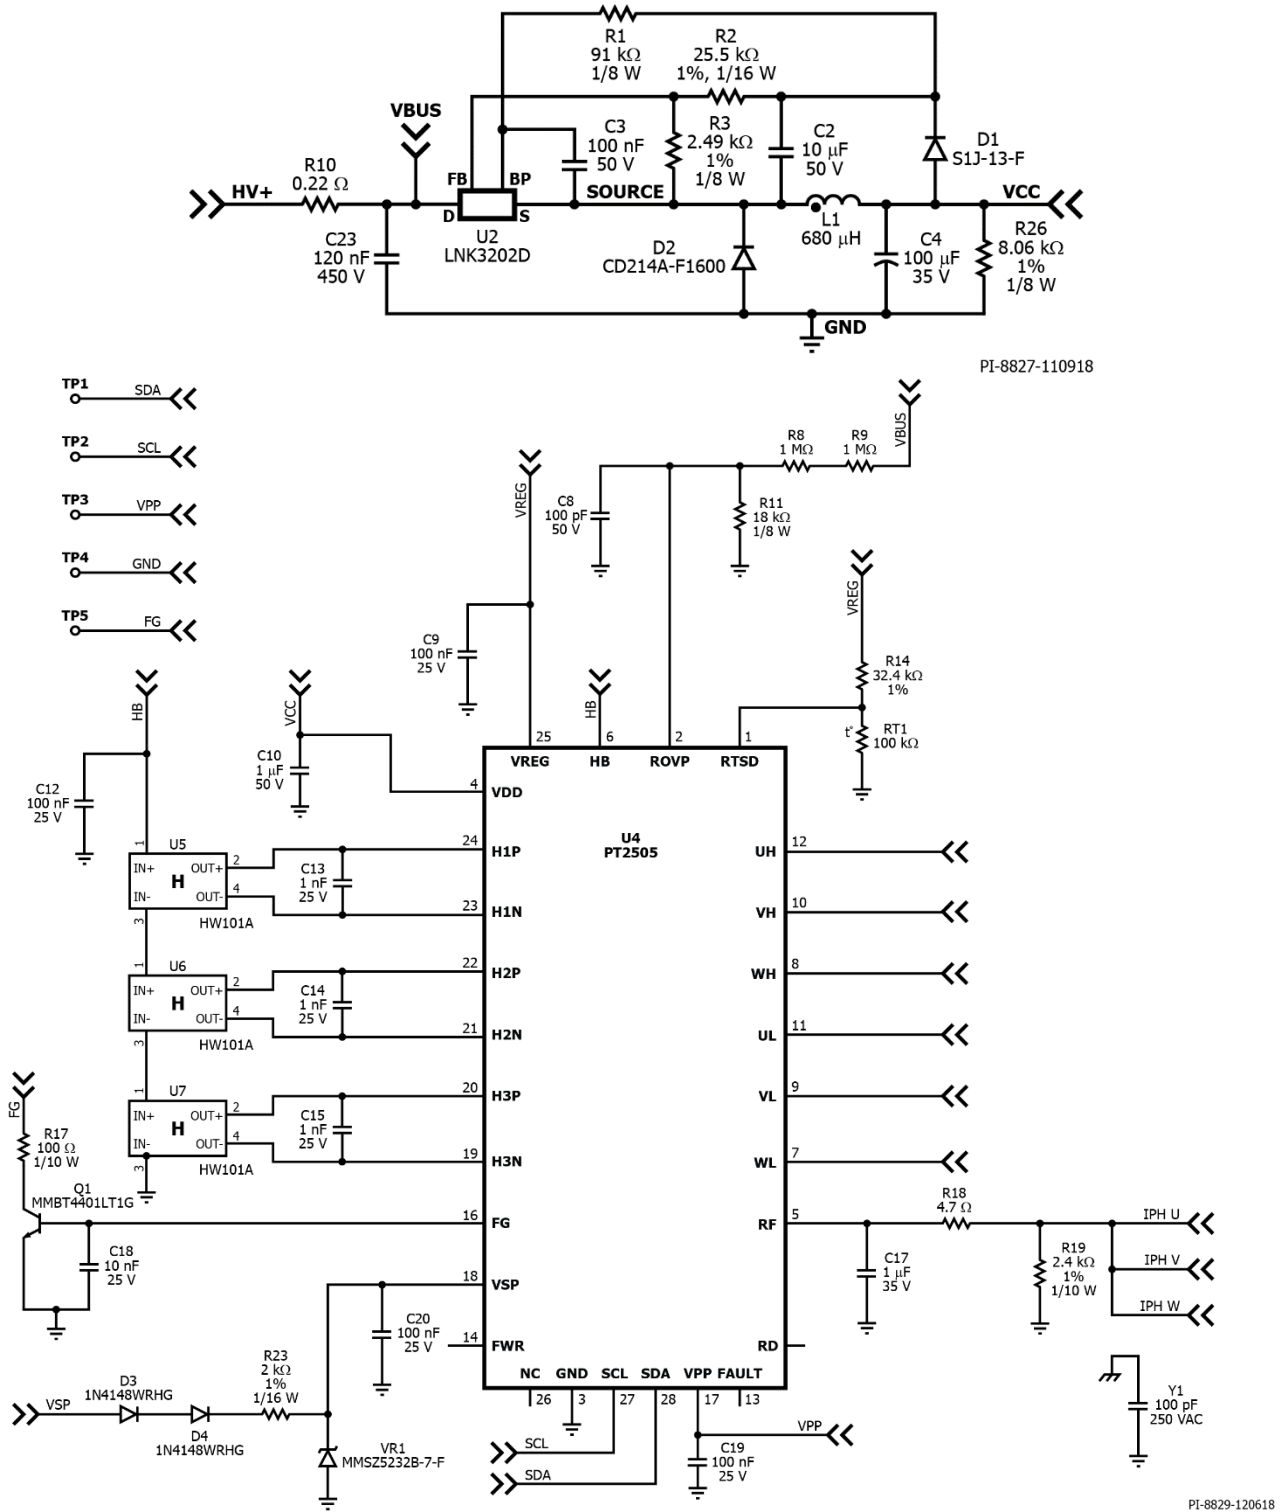 R1
91 kΩ
1/8 W
R2
25.5 kΩ
1%, 1/16 W
VBUS
C3
100 nF
50 V
R3
2.49 kΩ
1%
1/8 W
C2
10 μF
50 V
D1
S1J-13-F
R10
0.22 Ω
FB
BP
HV+
SOURCE
VCC
D
S
U2
LNK3202D
C23
120 nF
450 V
D2
CD214A-F1600
L1
680 μH
C4
100 μF
35 V
R26
8.06 kΩ
1%
1/8 W
GND
PI-8827-110918
TP1
SDA
TP2
SCL
TP3
VPP
TP4
GND
TP5
FG
VREG
C8
100 pF
50 V
R8
1 MΩ
R9
1 MΩ
VBUS
R11
18 kΩ
1/8 W
VREG
C9
100 nF
25 V
R14
32.4 kΩ
1%
t°
RT1
100 kΩ
HB
VCC
HB
C12
100 nF
25 V
C10
1 μF
50 V
25
6
2
1
VREG
HB
ROVP
RTSD
4
VDD
U4
PT2505
1
U5
IN+
OUT+
2
H
IN-
OUT-
4
3
HW101A
C13
1 nF
25 V
24
H1P
23
H1N
UH
12
VH
10
1
U6
IN+
OUT+
2
H
IN-
OUT-
4
3
HW101A
C14
1 nF
25 V
22
H2P
21
H2N
WH
8
UL
11
1
U7
IN+
OUT+
2
H
IN-
OUT-
4
3
HW101A
C15
1 nF
25 V
20
H3P
19
H3N
VL
9
WL
7
FG
R17
100 Ω
1/10 W
Q1
MMBT4401LT1G
C18
10 nF
25 V
16
FG
18
VSP
C20
100 nF
25 V
14
FWR
RF
5
R18
4.7 Ω
C17
1 μF
35 V
R19
2.4 kΩ
1%
1/10 W
IPH U
IPH V
IPH W
RD
NC
GND
SCL
SDA
VPP
FAULT
26
3
27
28
17
13
VSP
D3
1N4148WRHG
D4
1N4148WRHG
R23
2 kΩ
1%
1/16 W
VR1
MMSZ5232B-7-F
SCL
SDA
C19
100 nF
25 V
VPP
Y1
100 pF
250 VAC
PI-8829-120618